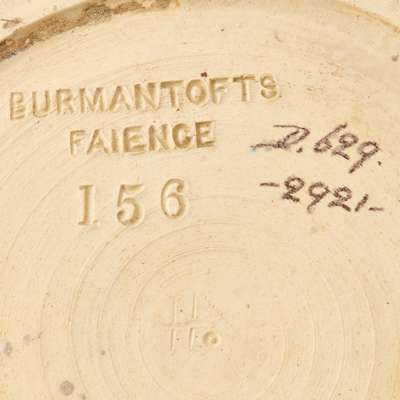 BURMANTOFTS
FAIENCE
156
D.629.
-2921-